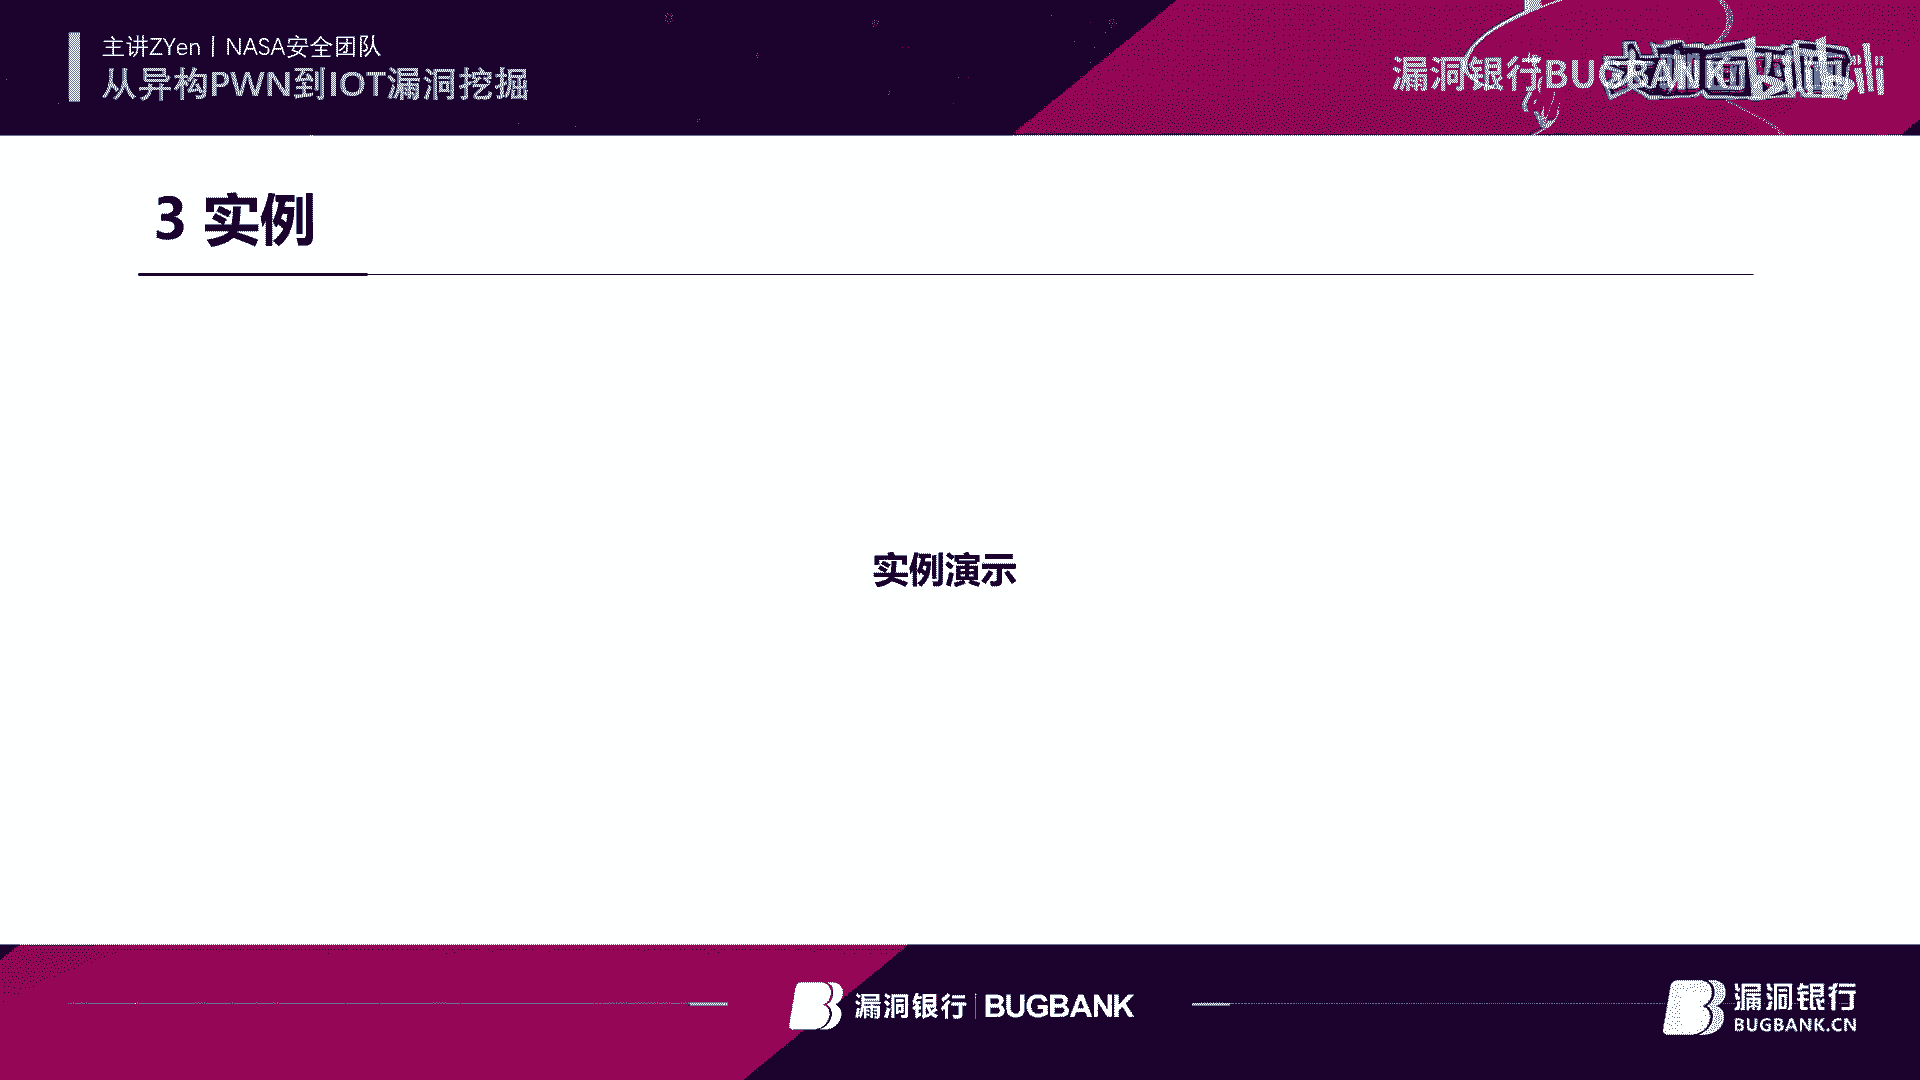 主讲ZYen丨NASA安全团队
从异构PWN到IOT漏洞挖掘
漏洞银行BUGBANK
3 实例
实例演示
漏洞银行 | BUGBANK
漏洞银行
BUGBANK.CN